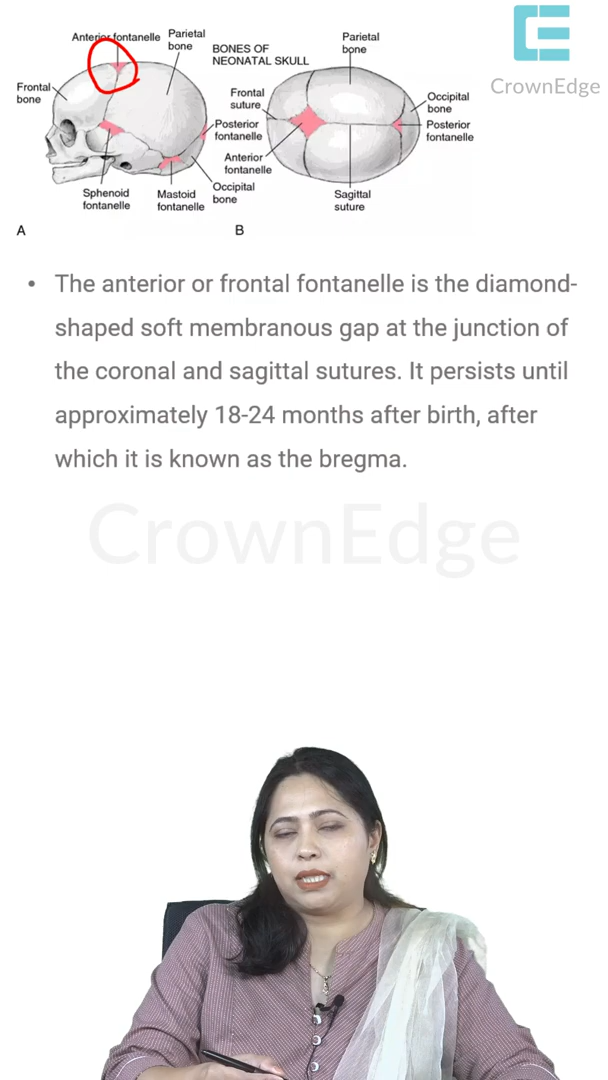 Anterior fontanelle
Parietal
bone
BONES OF
NEONATAL SKULL
Frontal
bone
Sphenoid
fontanelle
Mastoid
fontanelle
Occipital
bone
Posterior
fontanelle
A
Parietal
bone
Frontal
suture
Anterior
fontanelle
Sagittal
suture
Occipital
bone
Posterior
fontanelle
B
CrownEdge
• The anterior or frontal fontanelle is the diamond-
shaped soft membranous gap at the junction of
the coronal and sagittal sutures. It persists until
approximately 18-24 months after birth, after
which it is known as the bregma.
CrownEdge